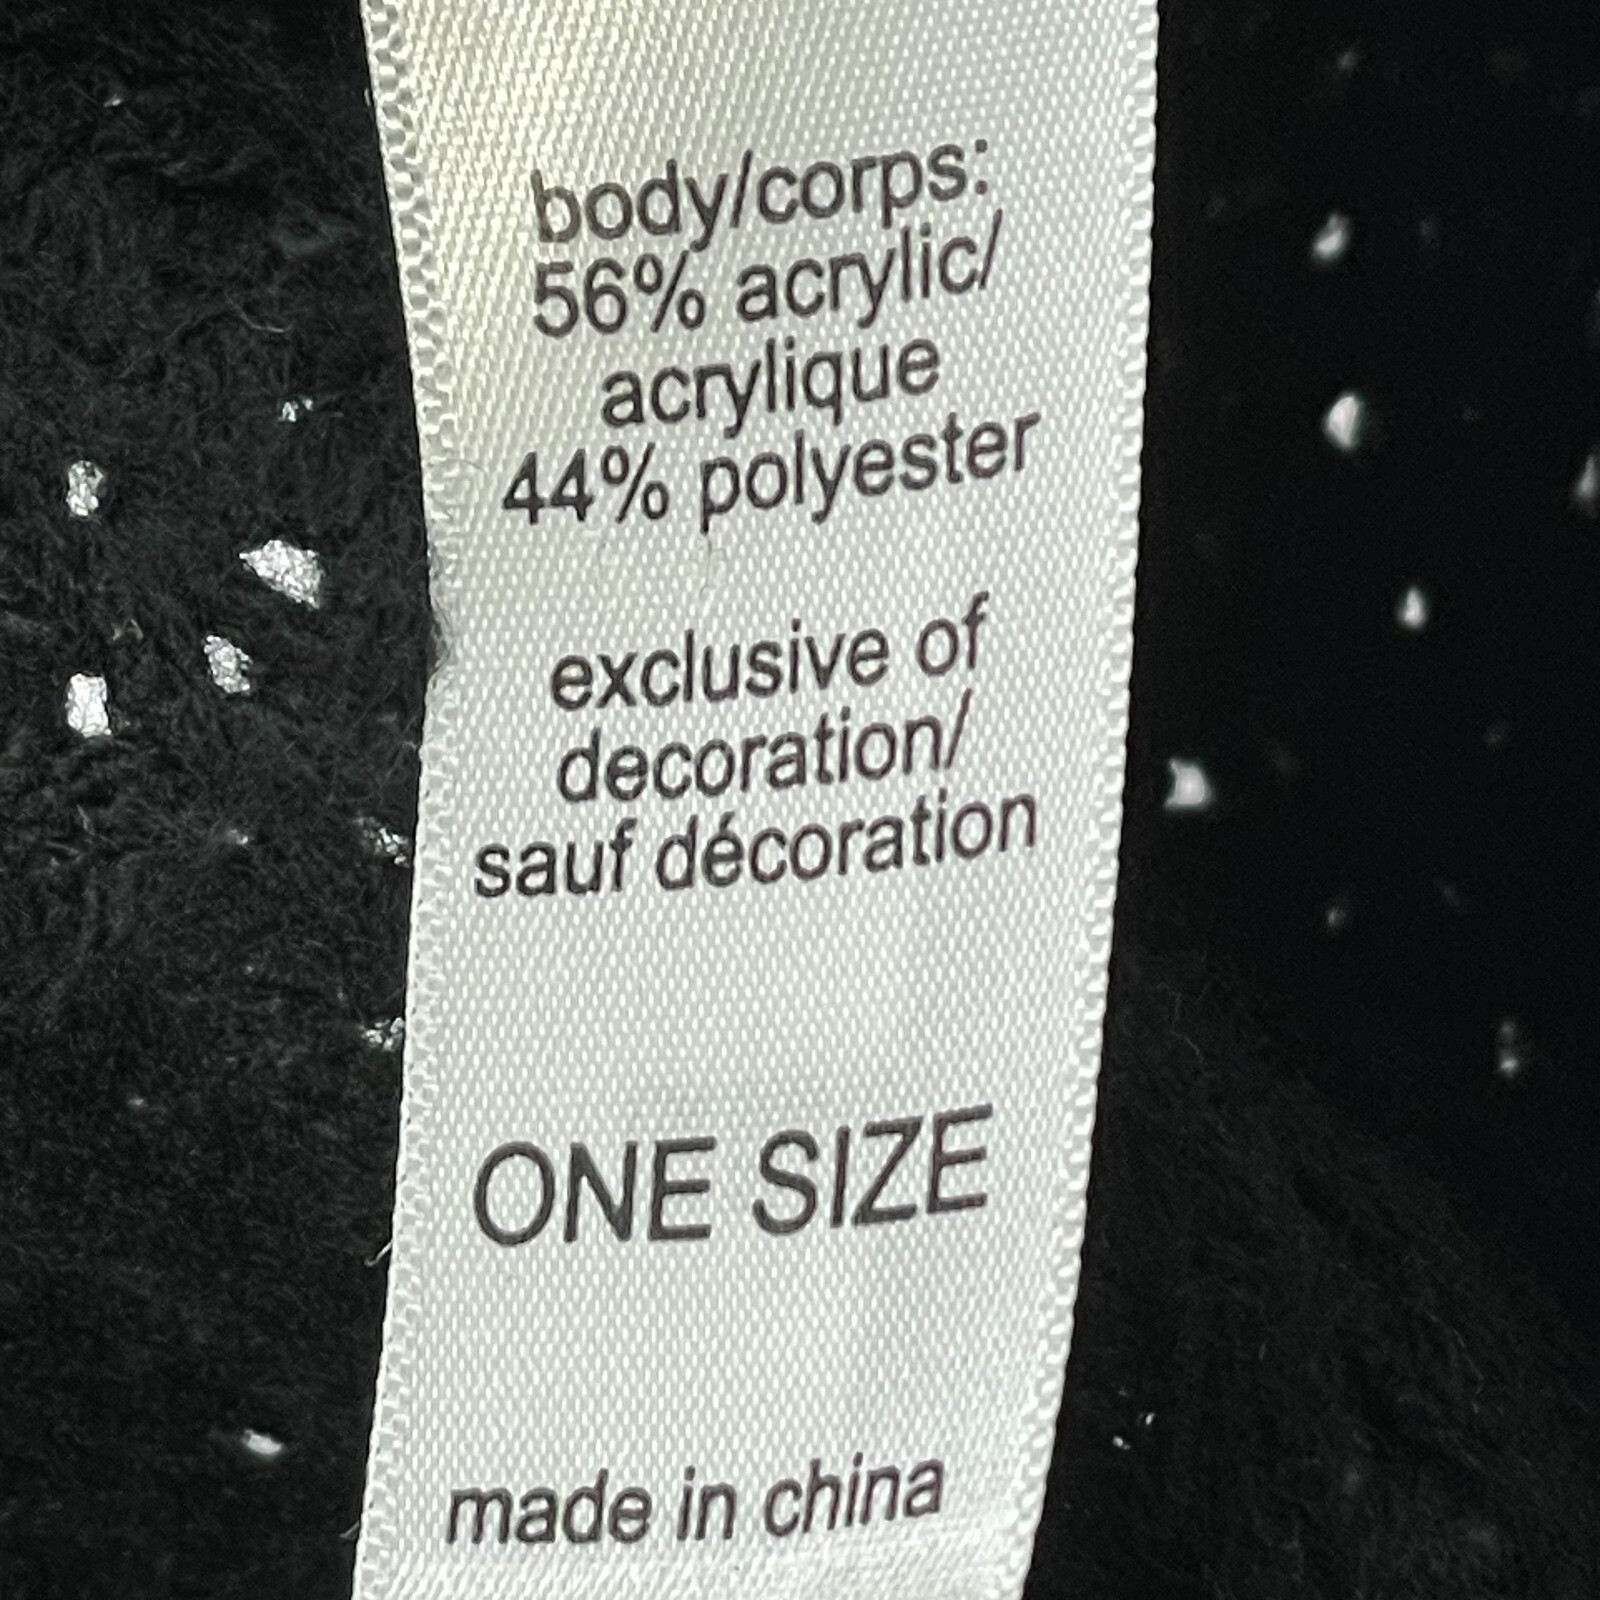 body/corps:
56% acrylic/
acrylique
44% polyester
exclusive of
decoration/
sauf décoration
ONE SIZE
made in china